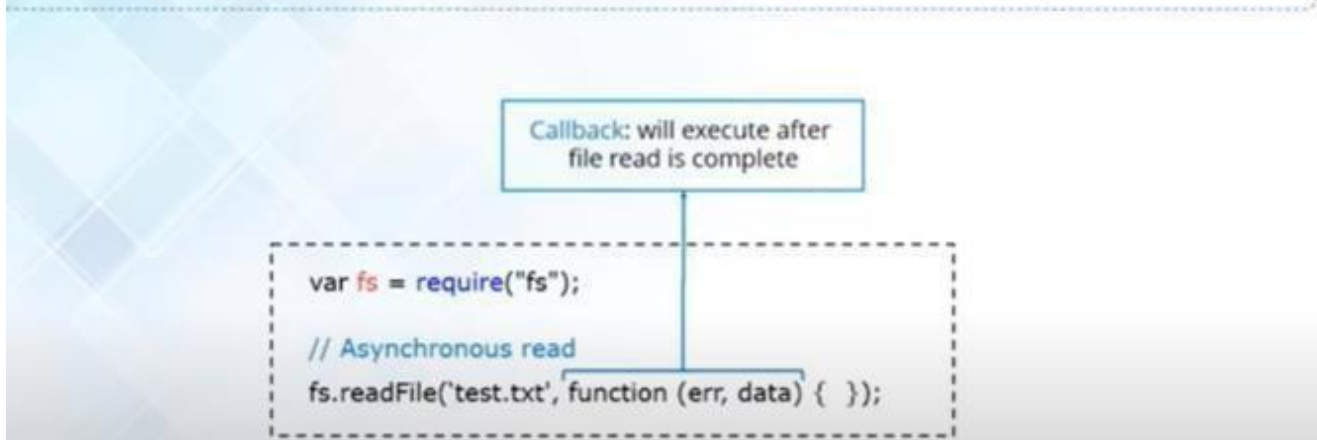 Callback: will execute after
file read is complete
var fs = require("fs");
// Asynchronous read
fs.readFile('test.txt', function (err, data) {  });